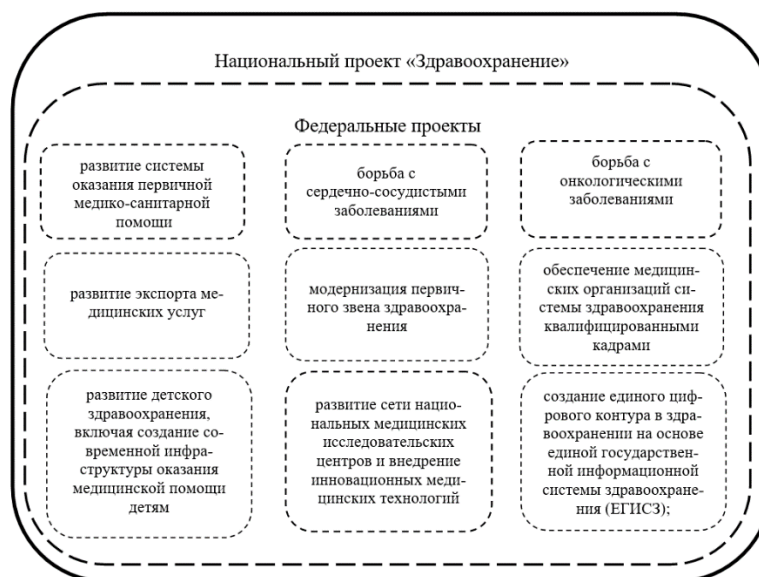 Национальный проект «Здравоохранение»
Федеральные проекты
развитие системы
оказания первичной
медико-санитарной
помощи
борьба с
сердечно-сосудистыми
заболеваниями
борьба с
онкологическими
заболеваниями
развитие экспорта ме-
дицинских услуг
модернизация первич-
ного звена здравоохра-
нения
обеспечение медицин-
ских организаций си-
стемы здравоохранения
квалифицированными
кадрами
развитие детского
здравоохранения,
включая создание со-
временной инфра-
структуры оказания
медицинской помощи
детям
развитие сети нацио-
нальных медицинских
исследовательских
центров и внедрение
инновационных меди-
цинских технологий
создание единого циф-
рового контура в здра-
воохранении на основе
единой государствен-
ной информационной
системы здравоохране-
ния (ЕГИСЗ);